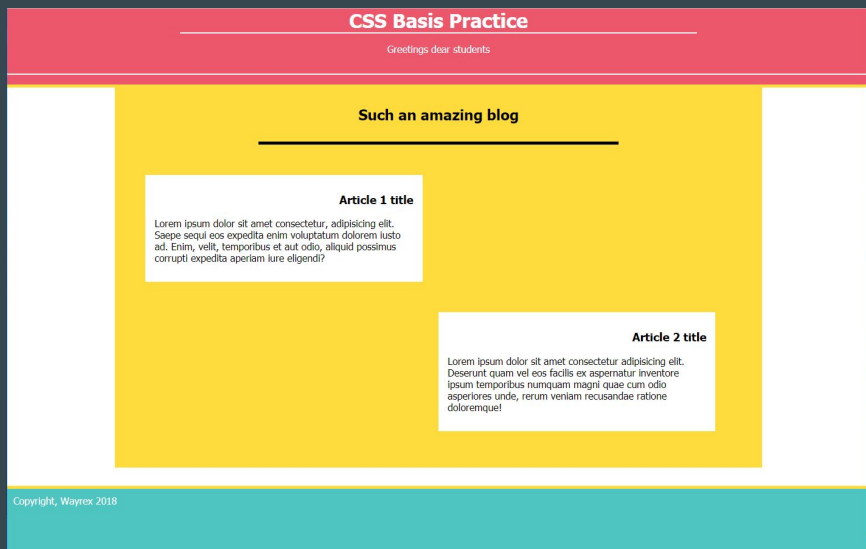 CSS Basis Practice
Greetings dear students
Such an amazing blog
Article 1 title
Lorem ipsum dolor sit amet consectetur, adipisicing elit.
Saepe sequi eos expedita enim voluptatum dolorem iusto
ad. Enim, velit, temporibus et aut odio, aliquid possimus
corrupti expedita aperiam iure eligendi?
Article 2 title
Lorem ipsum dolor sit amet consectetur adipisicing elit.
Deserunt quam vel eos facilis ex aspernatur inventore
ipsum temporibus numquam magni quae cum odio
asperiores unde, rerum veniam recusandae ratione
doloremque!
Copyright, Wayrex 2018